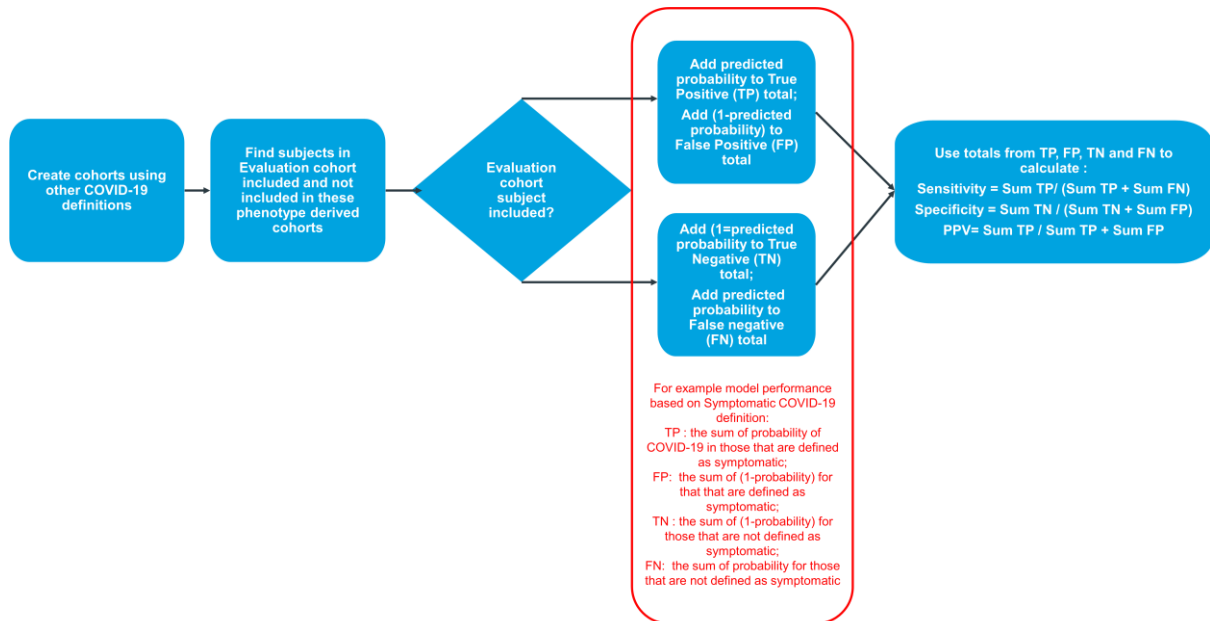 Create cohorts using
other COVID-19
definitions
Find subjects in
Evaluation cohort
included and not
included in these
phenotype derived
cohorts
Evaluation
cohort
subject
included?
Add predicted
probability to True
Positive (TP) total;
Add (1-predicted
probability) to
False Positive (FP)
total
Add (1=predicted
probability to True
Negative (TN)
total;
Add predicted
probability to
False negative
(FN) total
For example model performance
based on Symptomatic COVID-19
definition:
TP : the sum of probability of
COVID-19 in those that are defined
as symptomatic;
FP:  the sum of (1-probability) for
that that are defined as
symptomatic;
TN : the sum of (1-probability) for
those that are not defined as
symptomatic;
FN:  the sum of probability for those
that are not defined as symptomatic
Use totals from TP, FP, TN and FN to
calculate :
Sensitivity = Sum TP/ (Sum TP + Sum FN)
Specificity = Sum TN / (Sum TN + Sum FP)
PPV= Sum TP / Sum TP + Sum FP